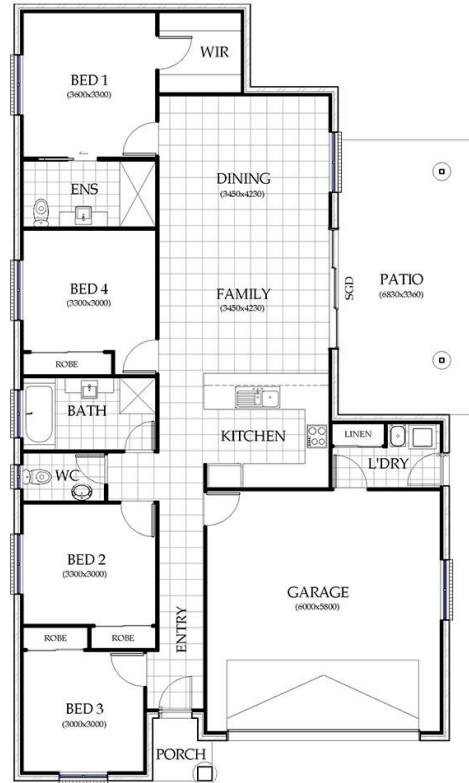 WIR
BED 1
(3600x3300)
DINING
(3450x4230)
ENS
PATIO
(6830x3360)
SGD
BED 4
(3300x3000)
FAMILY
(3450x4230)
ROBE
BATH
KITCHEN
LINEN
L'DRY
WC
BED 2
(3300x3000)
GARAGE
(6000x5800)
ROBE
ROBE
ENTRY
BED 3
(3000x3000)
PORCH